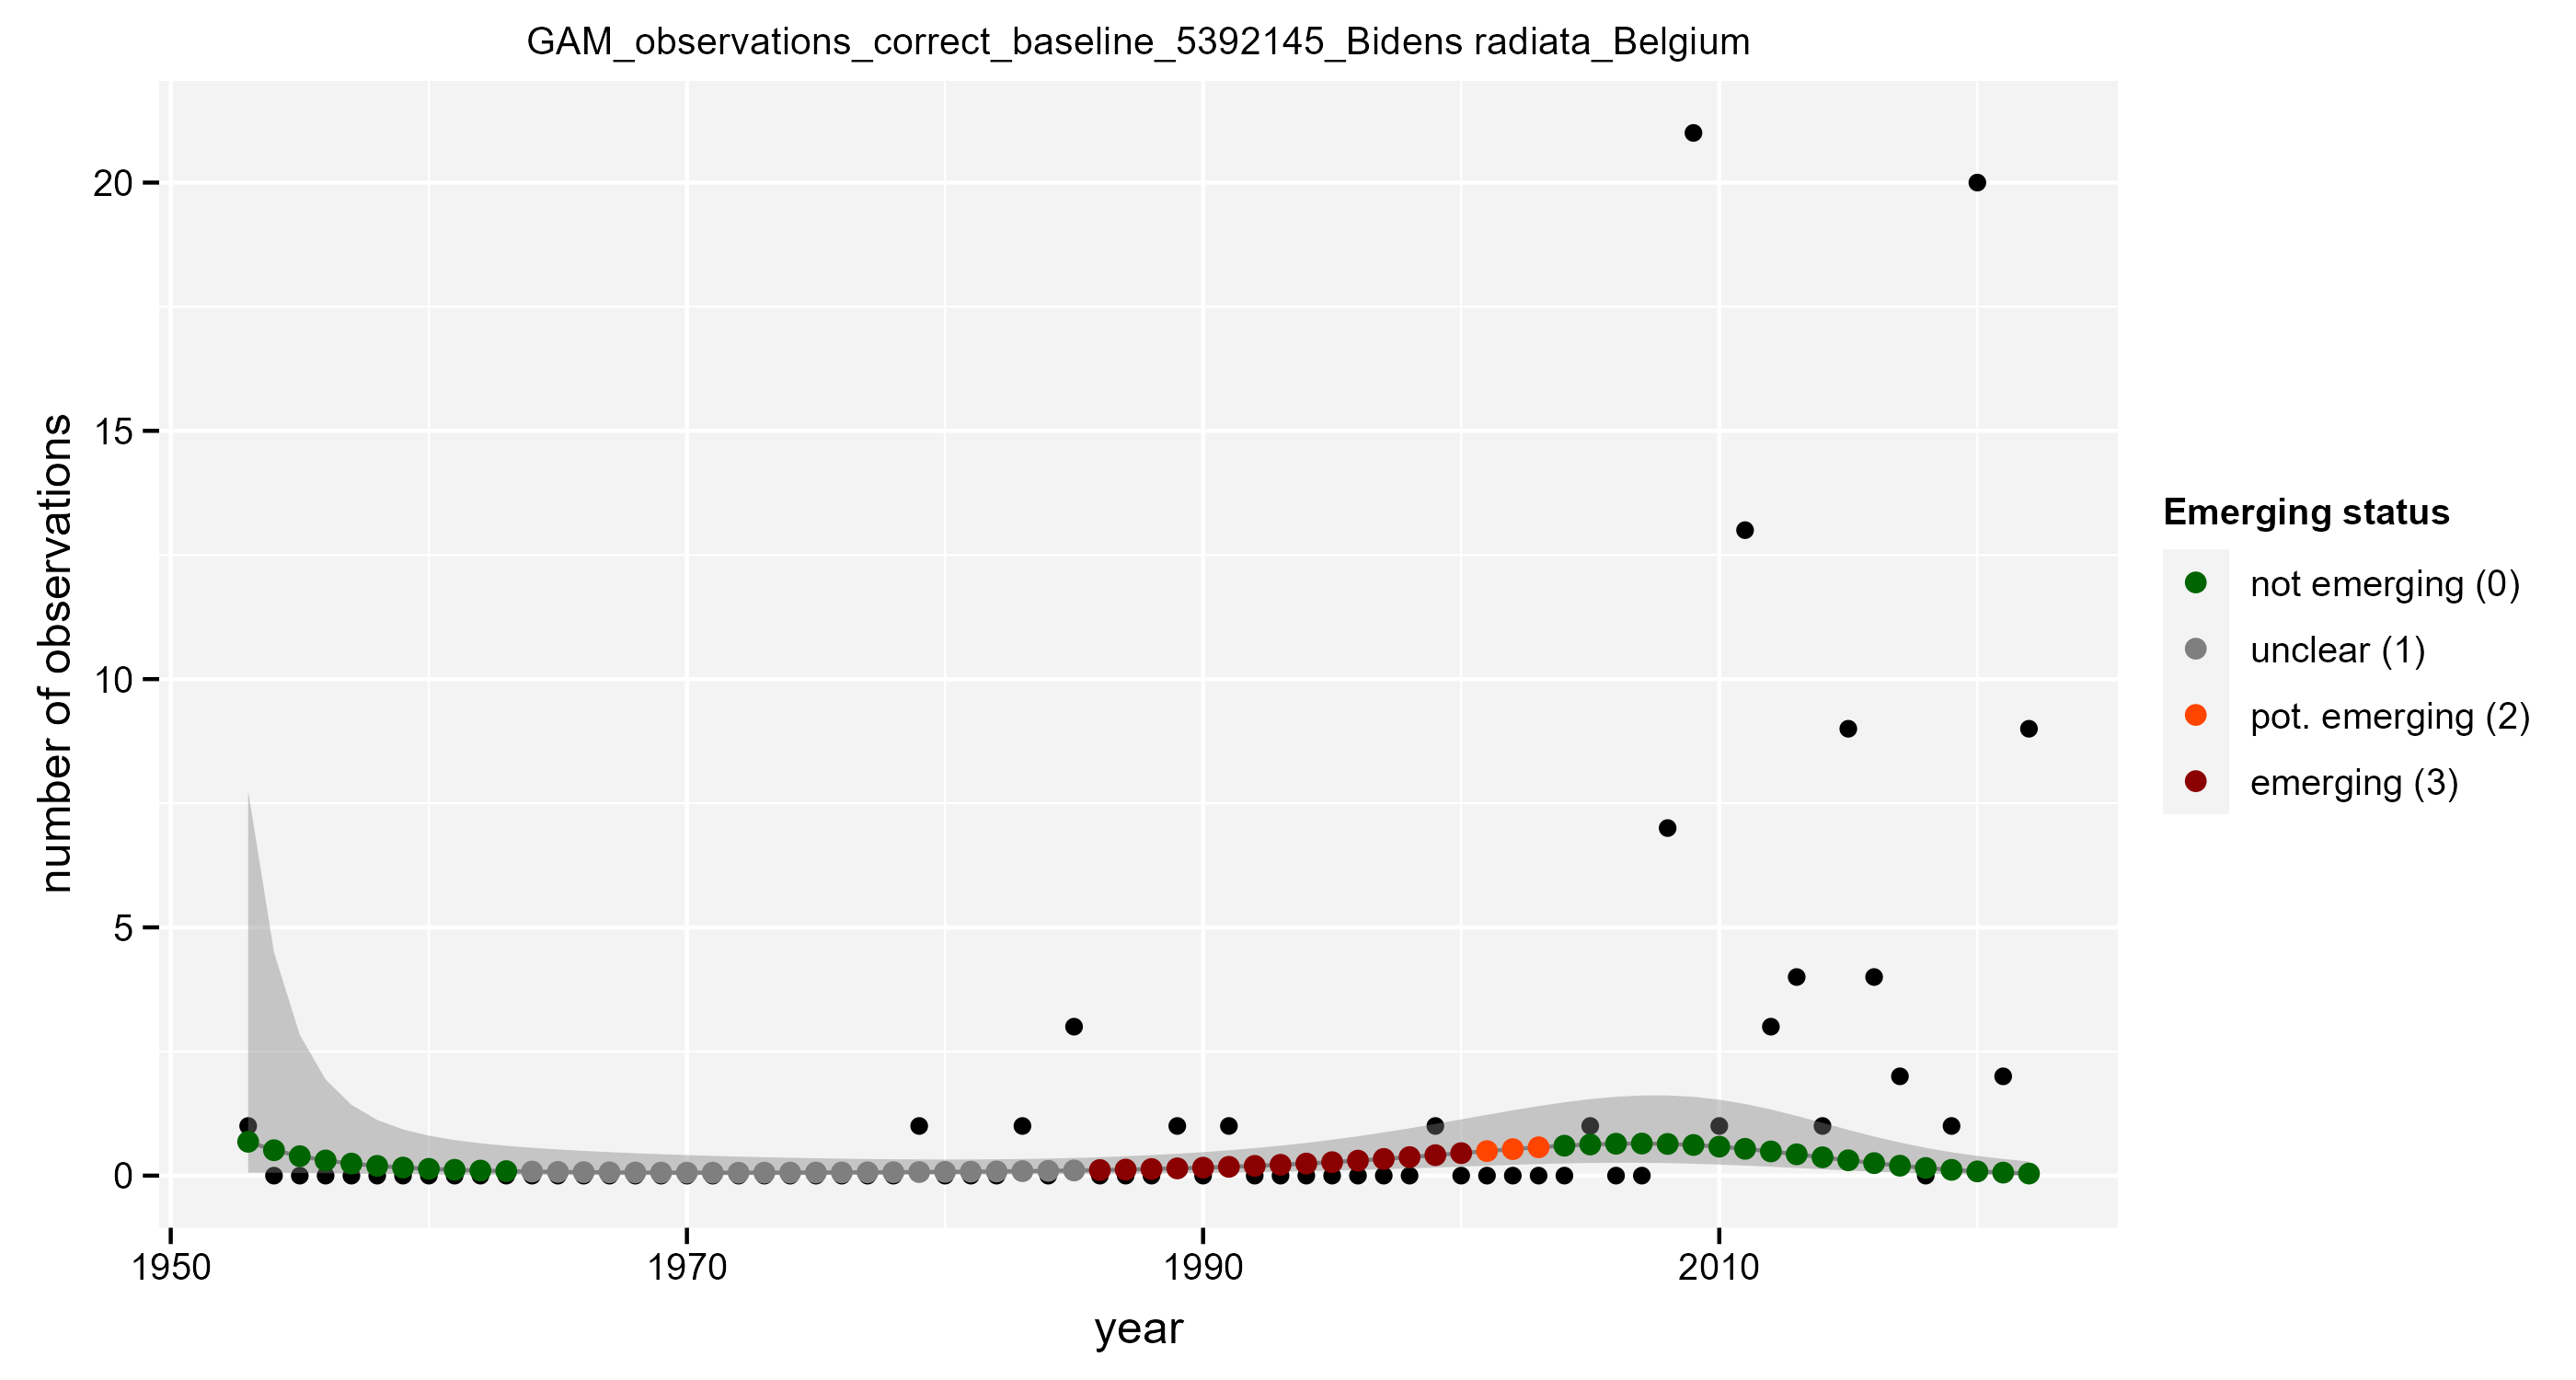 GAM_observations_correct_baseline_5392145_Bidens radiata_Belgium
number of observations
20
15
10
5
0
1950 1970 1990 2010
year
Emerging status
not emerging (0)
unclear (1)
pot. emerging (2)
emerging (3)